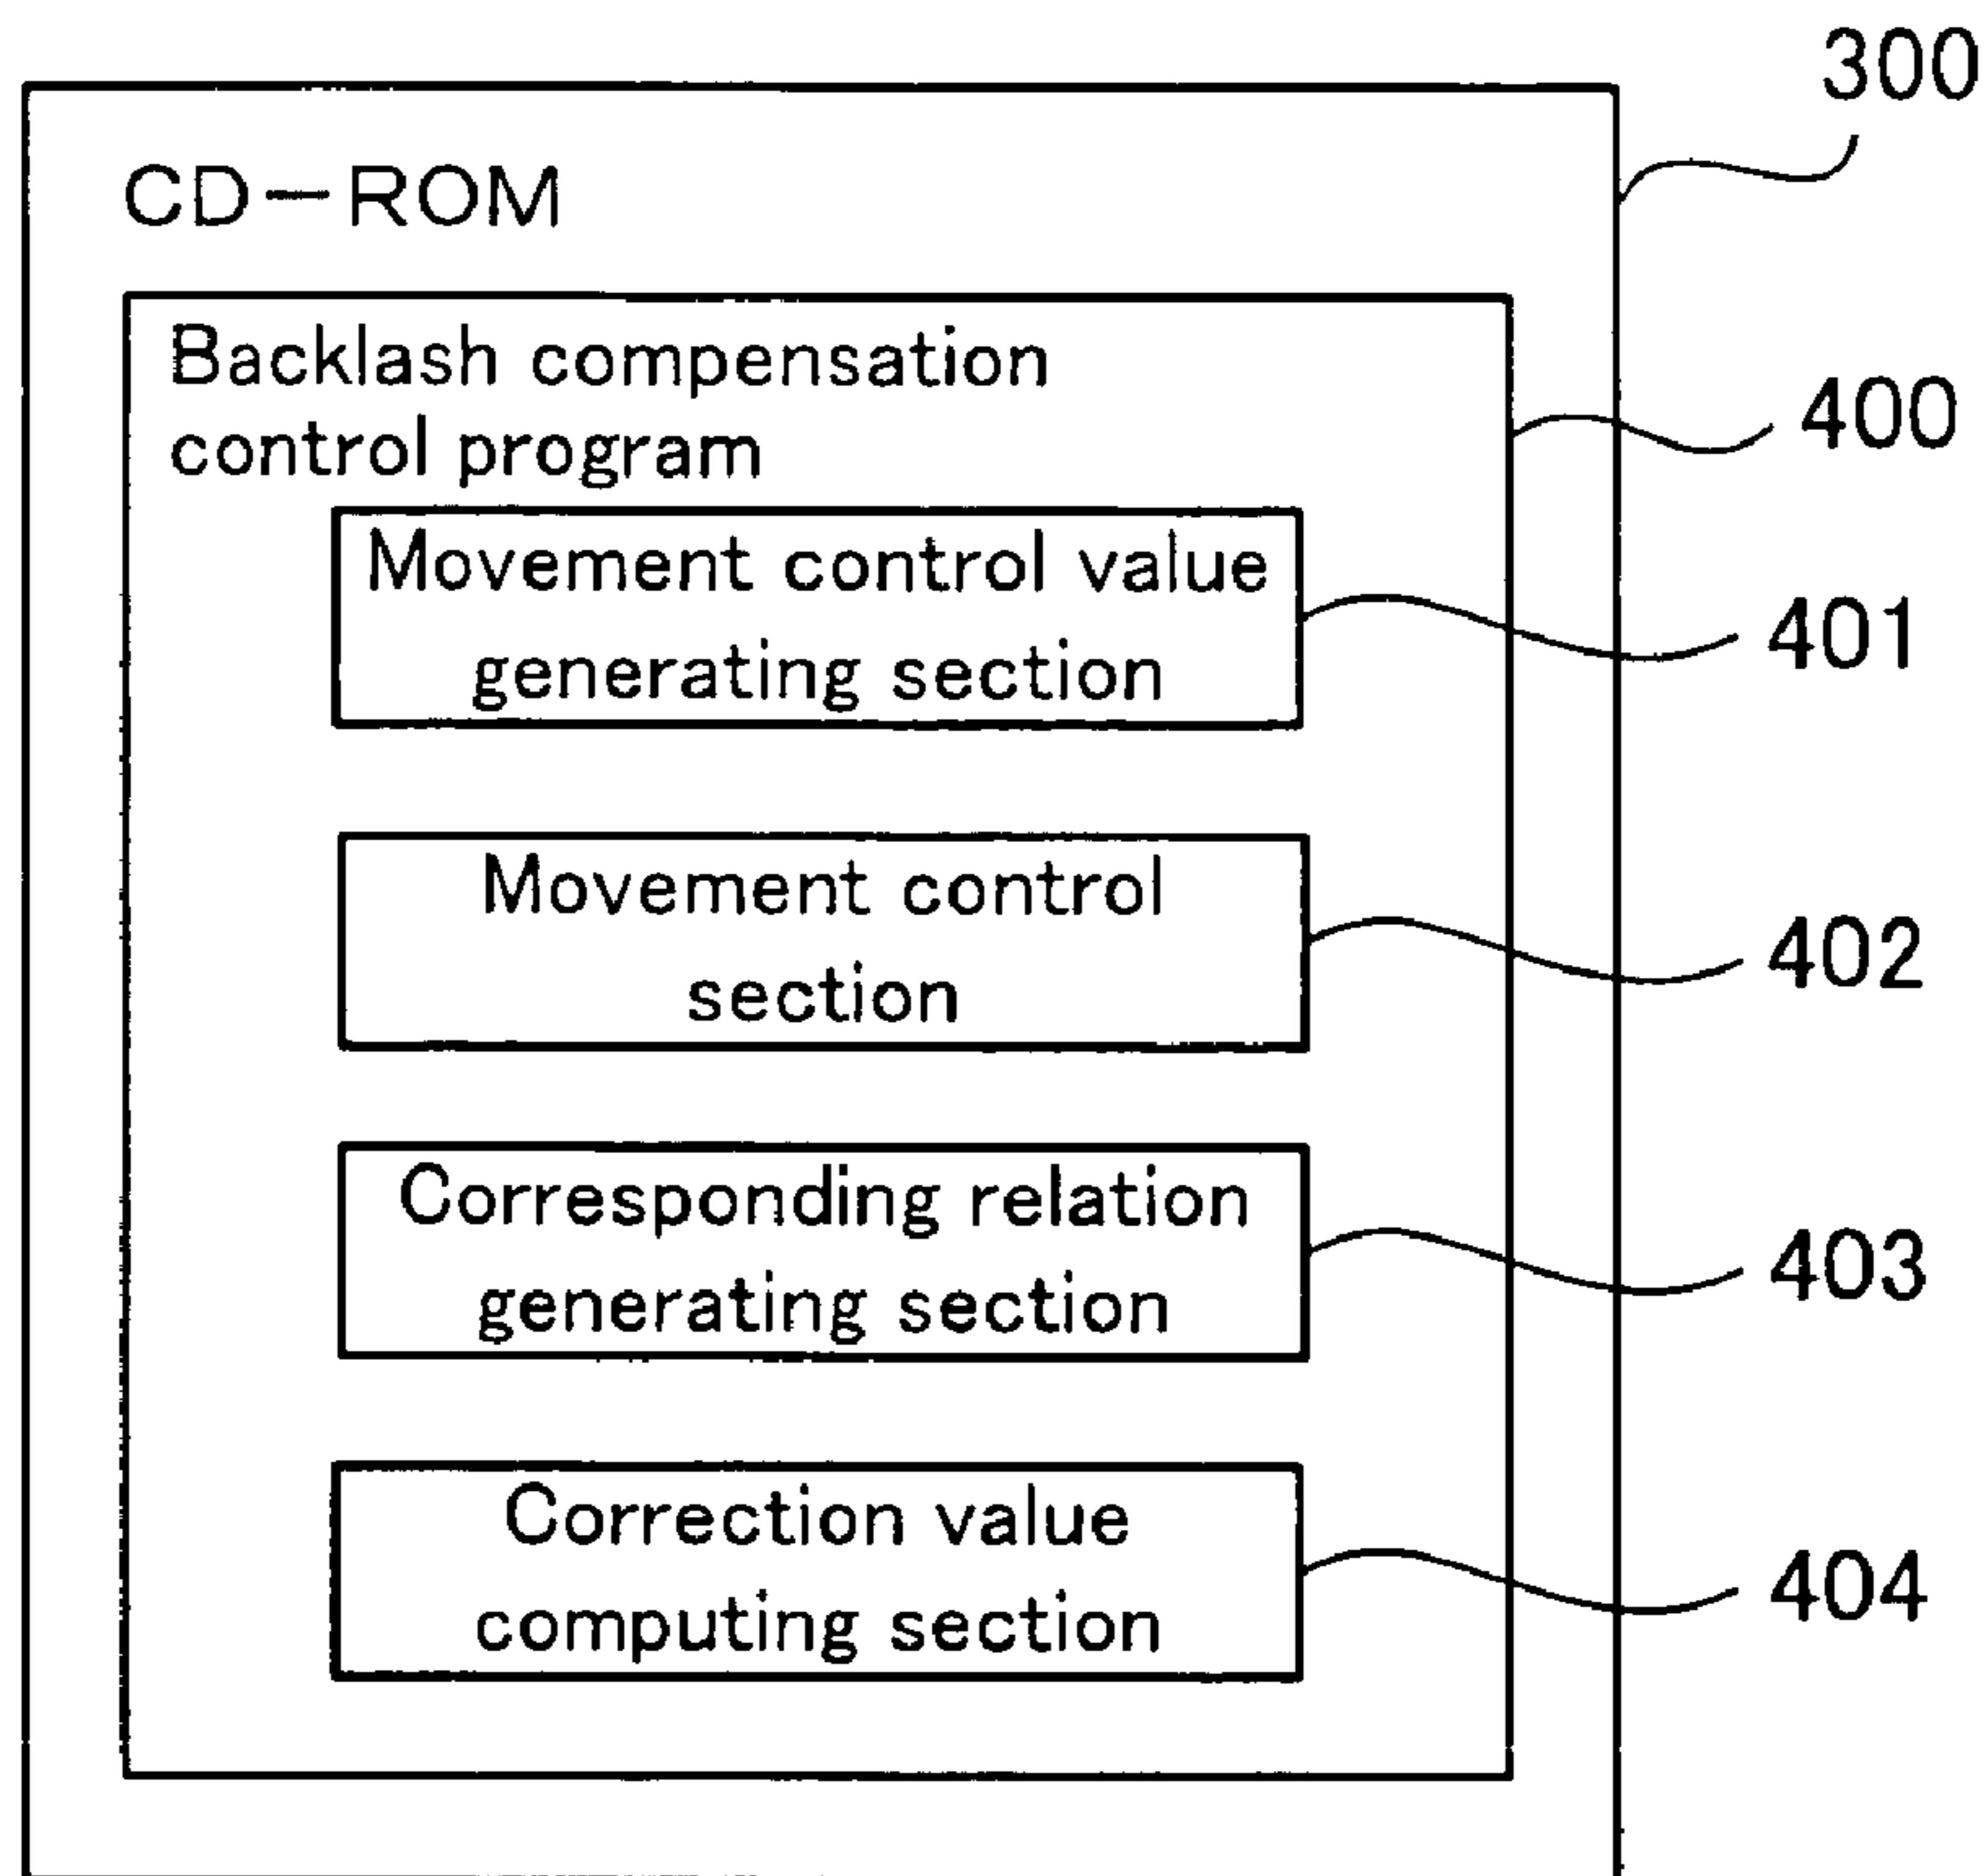 300
CD-ROM
Backlash compensation
control program
400
Movement control value
generating section
401
Movement control
section
402
Corresponding relation
generating section
403
Correction value
computing section
404